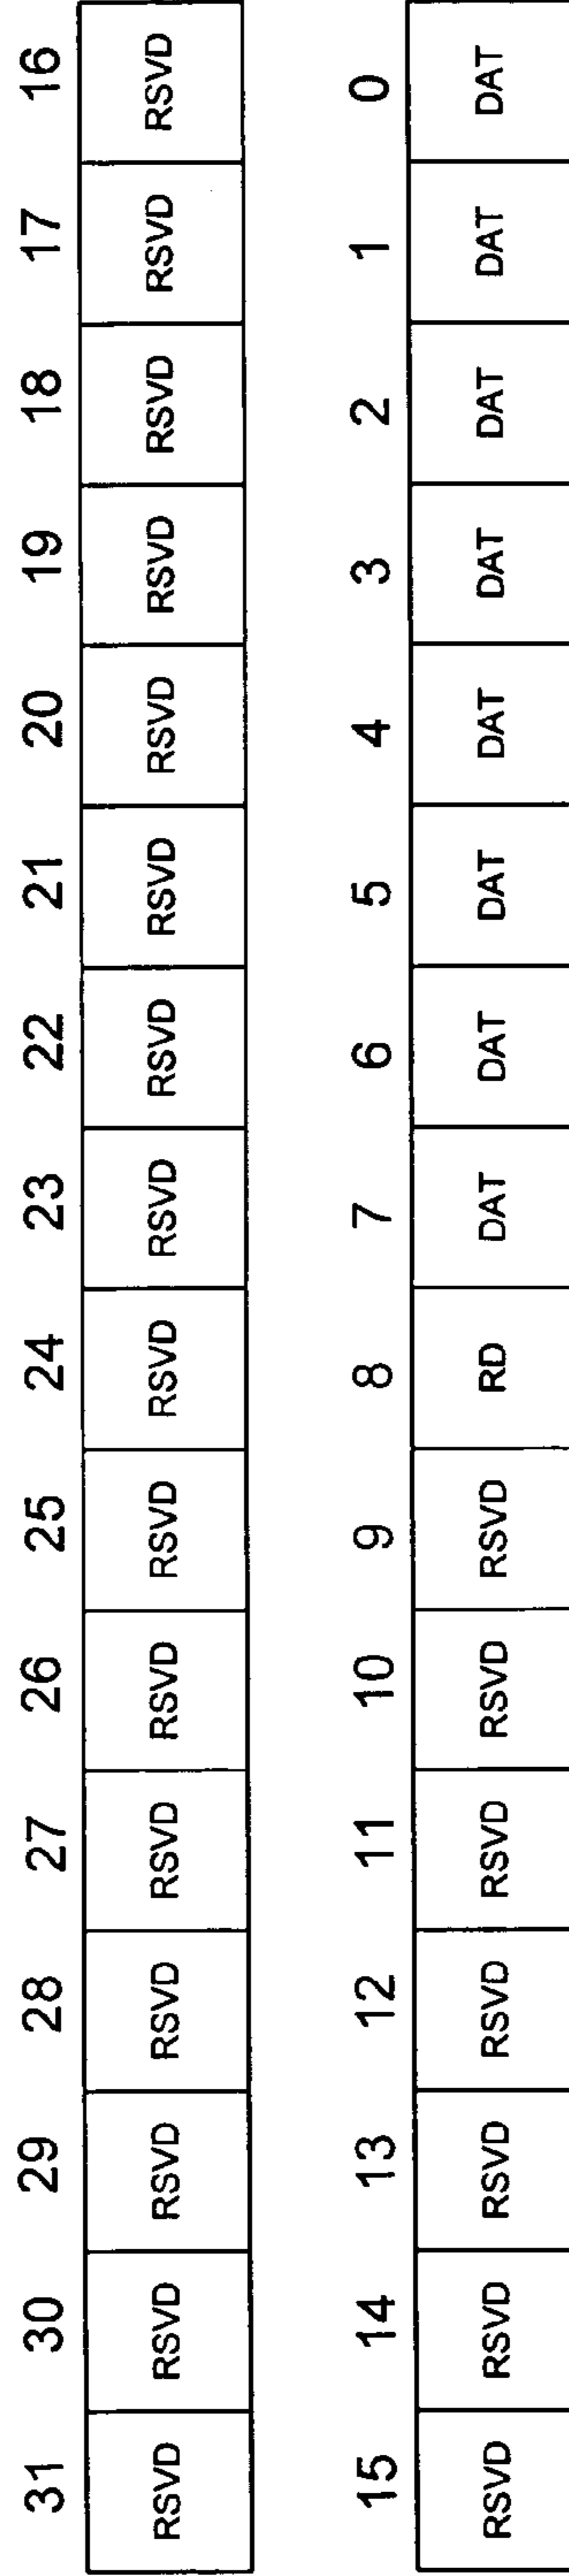 31 30 29 28 27 26 25 24 23 22 21 20 19 18 17 16
RSVD RSVD RSVD RSVD RSVD RSVD RSVD RSVD RSVD RSVD RSVD RSVD RSVD RSVD RSVD RSVD
15 14 13 12 11 10 9 8 7 6 5 4 3 2 1 0
RSVD RSVD RSVD RSVD RSVD RSVD RSVD RD DAT DAT DAT DAT DAT DAT DAT DAT